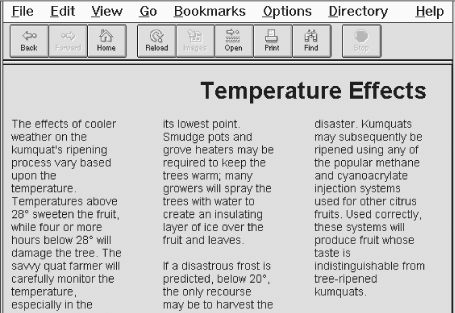 File Edit View Go Bookmarks Options Directory Help
Back Forward Home Reload Images Open Print Find Stop
Temperature Effects
The effects of cooler
weather on the
kumquat's ripening
process vary based
upon the
temperature.
Temperatures above
28° sweeten the fruit,
while four or more
hours below 28° will
damage the tree. The
savvy quat farmer will
carefully monitor the
temperature,
especially in the
its lowest point.
Smudge pots and
grove heaters may be
required to keep the
trees warm; many
growers will spray the
trees with water to
create an insulating
layer of ice over the
fruit and leaves.
If a disastrous frost is
predicted, below 20°,
the only recourse
may be to harvest the
disaster. Kumquats
may subsequently be
ripened using any of
the popular methane
and cyanoacrylate
injection systems
used for other citrus
fruits. Used correctly,
these systems will
produce fruit whose
taste is
indistinguishable from
tree-ripened
kumquats.